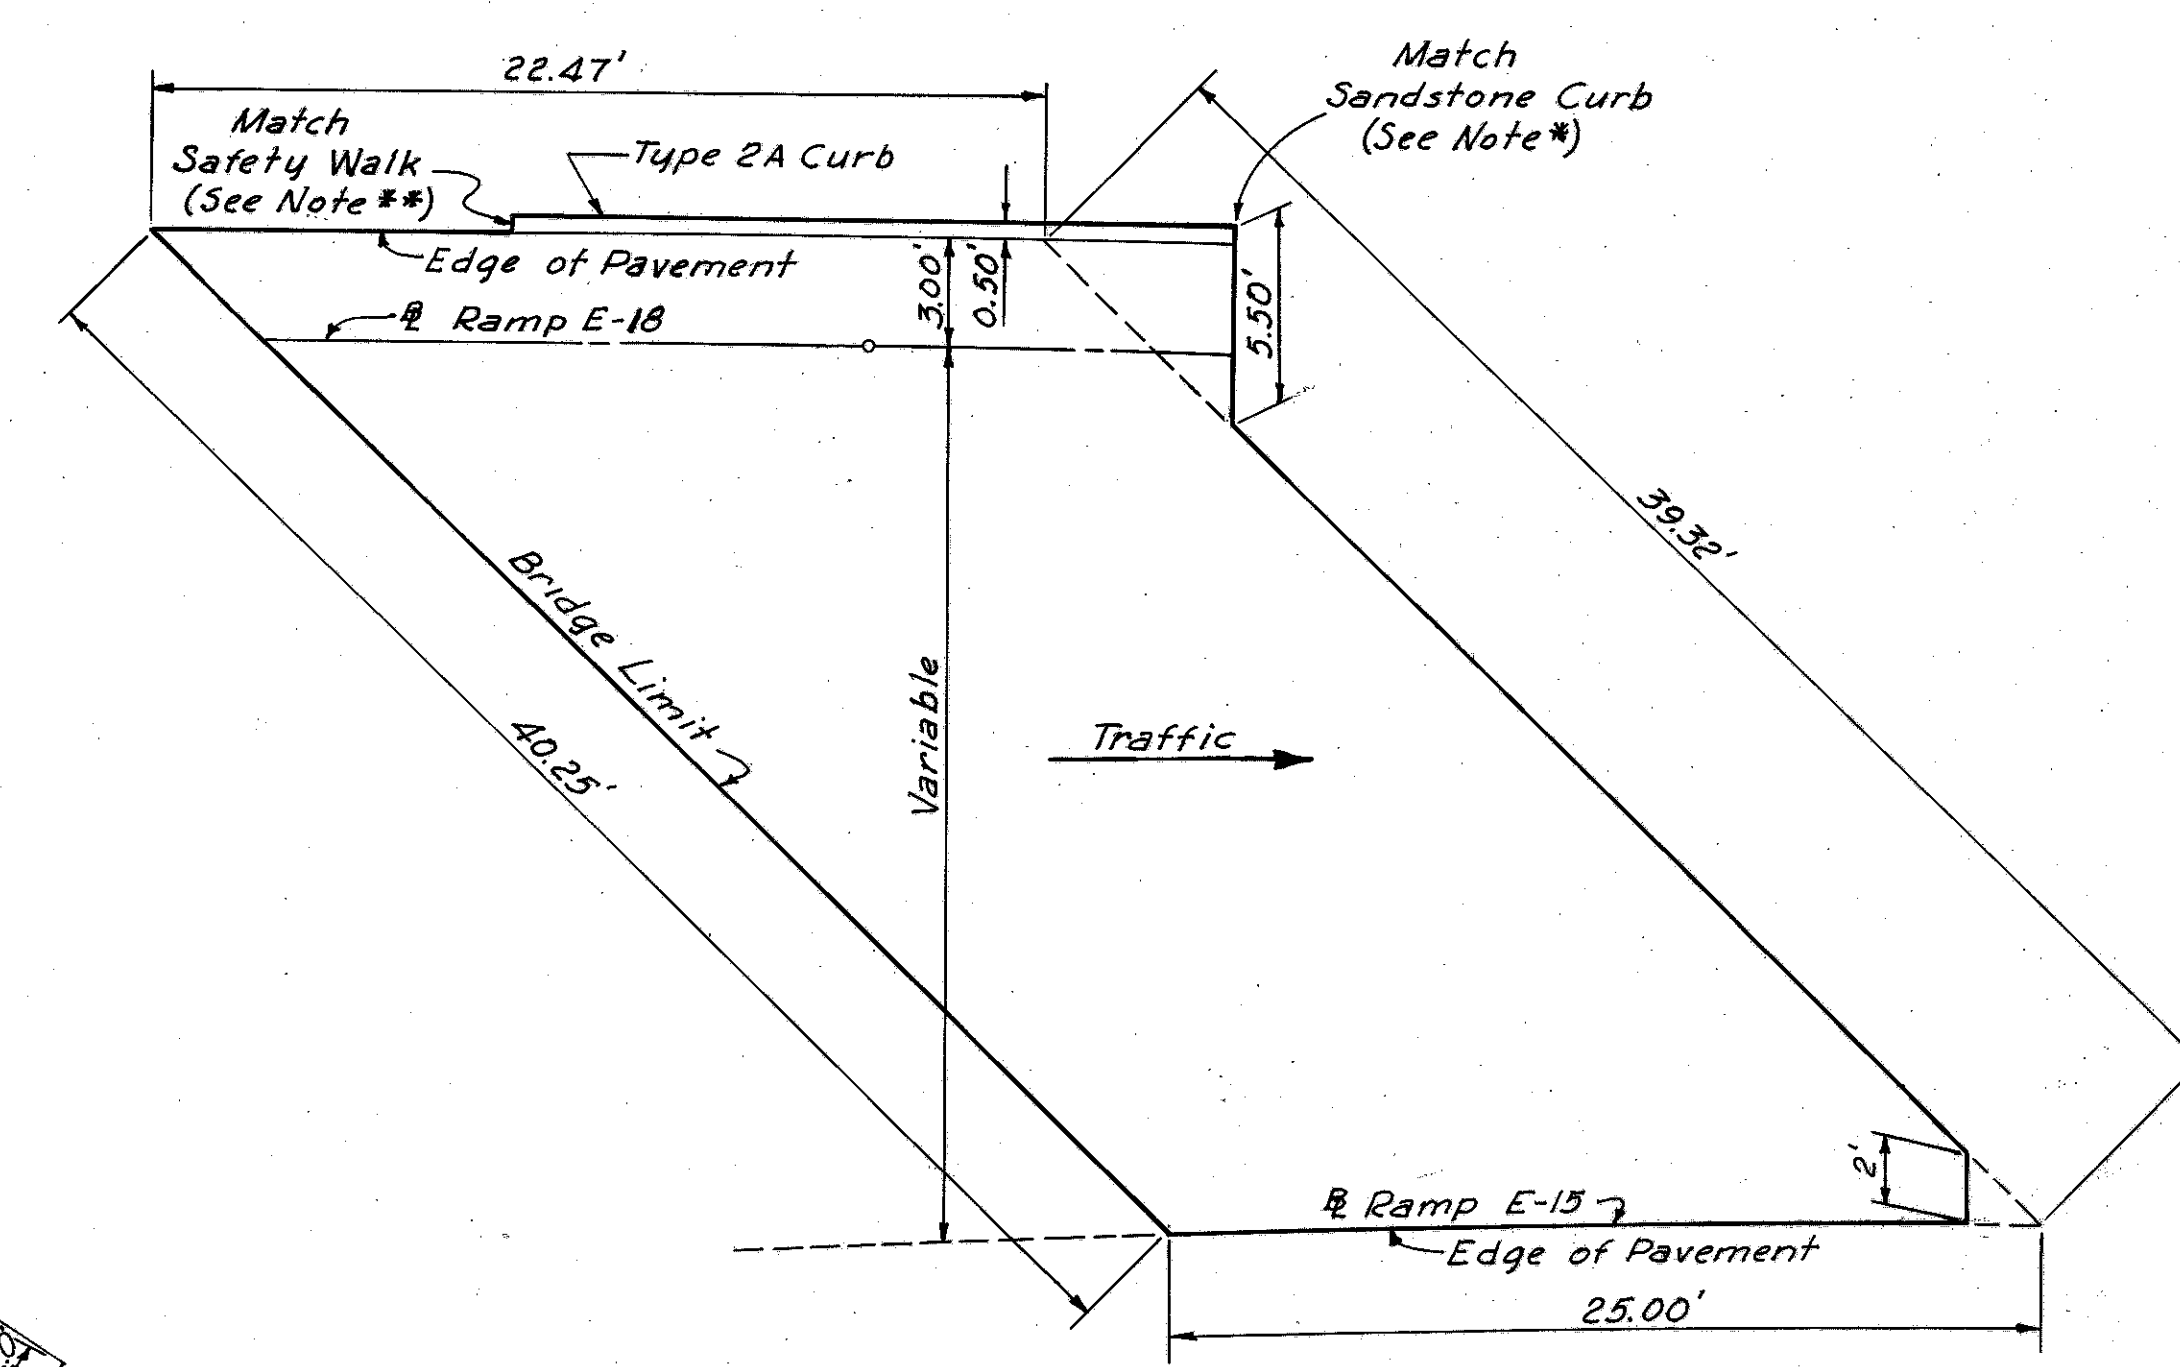 22.47'
Match
Sandstone Curb
(See Note *)
Match
Safety Walk
(See Note **)
Type 2A Curb
Edge of Pavement
3.00'
0.50'
5.50'
℄ Ramp E-18
39.32'
Bridge Limit
40.25'
Variable
Traffic
2'
℄ Ramp E-15
Edge of Pavement
25.00'